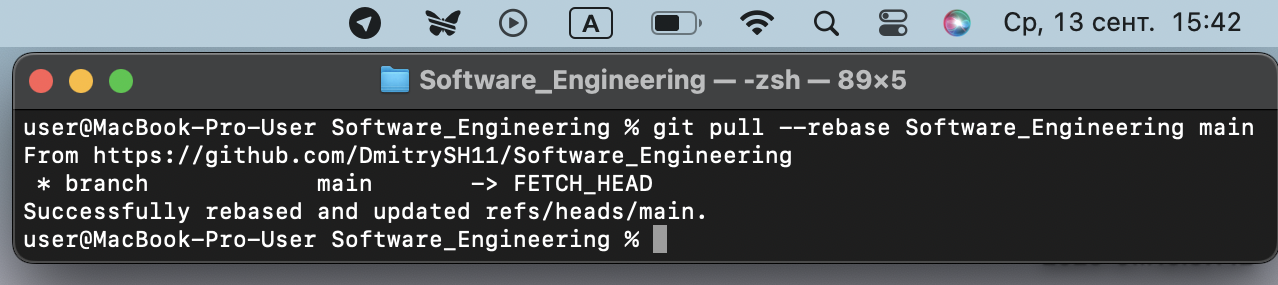 A
Ср, 13 сент. 15:42
Software_Engineering — -zsh — 89×5
user@MacBook-Pro-User Software_Engineering % git pull --rebase Software_Engineering main
From https://github.com/DmitrySH11/Software_Engineering
 * branch            main       -> FETCH_HEAD
Successfully rebased and updated refs/heads/main.
user@MacBook-Pro-User Software_Engineering %